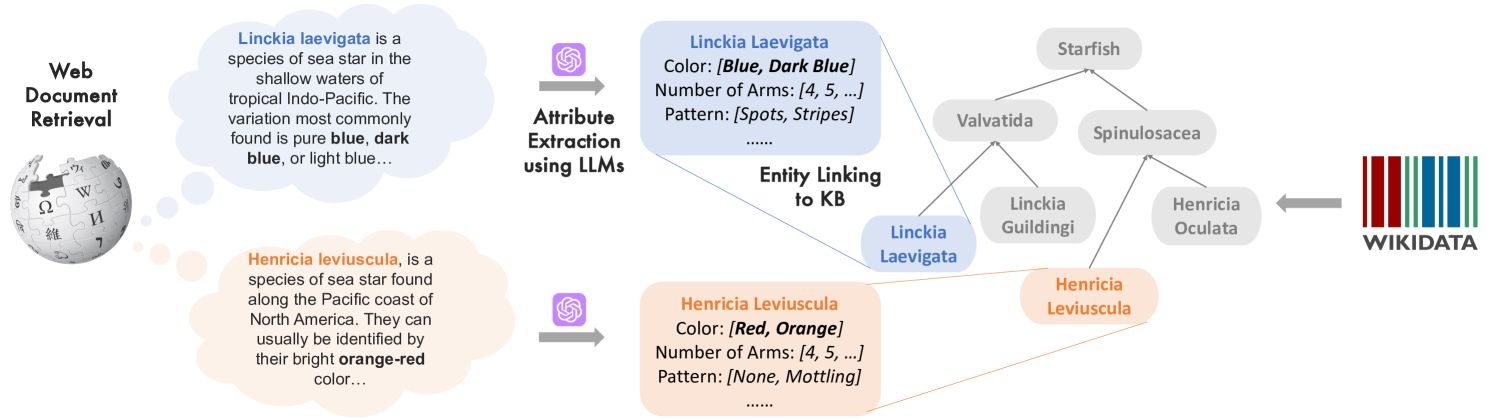 Web
Document
Retrieval
Ω
W
И
維
7
Linckia laevigata is a
species of sea star in the
shallow waters of
tropical Indo-Pacific. The
variation most commonly
found is pure blue, dark
blue, or light blue…
Henricia leviuscula, is a
species of sea star found
along the Pacific coast of
North America. They can
usually be identified by
their bright orange-red
color…
Attribute
Extraction
using LLMs
Linckia Laevigata
Color: [Blue, Dark Blue]
Number of Arms: [4, 5, …]
Pattern: [Spots, Stripes]
……
Henricia Leviuscula
Color: [Red, Orange]
Number of Arms: [4, 5, …]
Pattern: [None, Mottling]
……
Entity Linking
to KB
Starfish
Valvatida
Spinulosacea
Linckia
Laevigata
Linckia
Guildingi
Henricia
Oculata
Henricia
Leviuscula
WIKIDATA